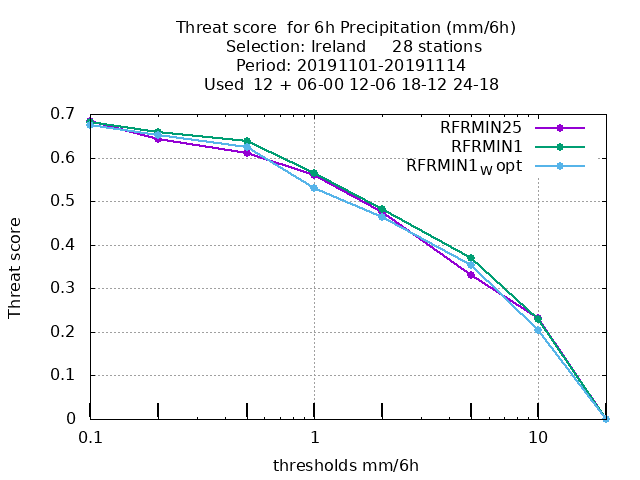 Threat score  for 6h Precipitation (mm/6h)
Selection: Ireland     28 stations
Period: 20191101-20191114
Used  12 + 06-00 12-06 18-12 24-18
RFRMIN25
RFRMIN1
RFRMIN1w opt
0.7
0.6
0.5
0.4
0.3
0.2
0.1
0
Threat score
0.1 1 10
thresholds mm/6h